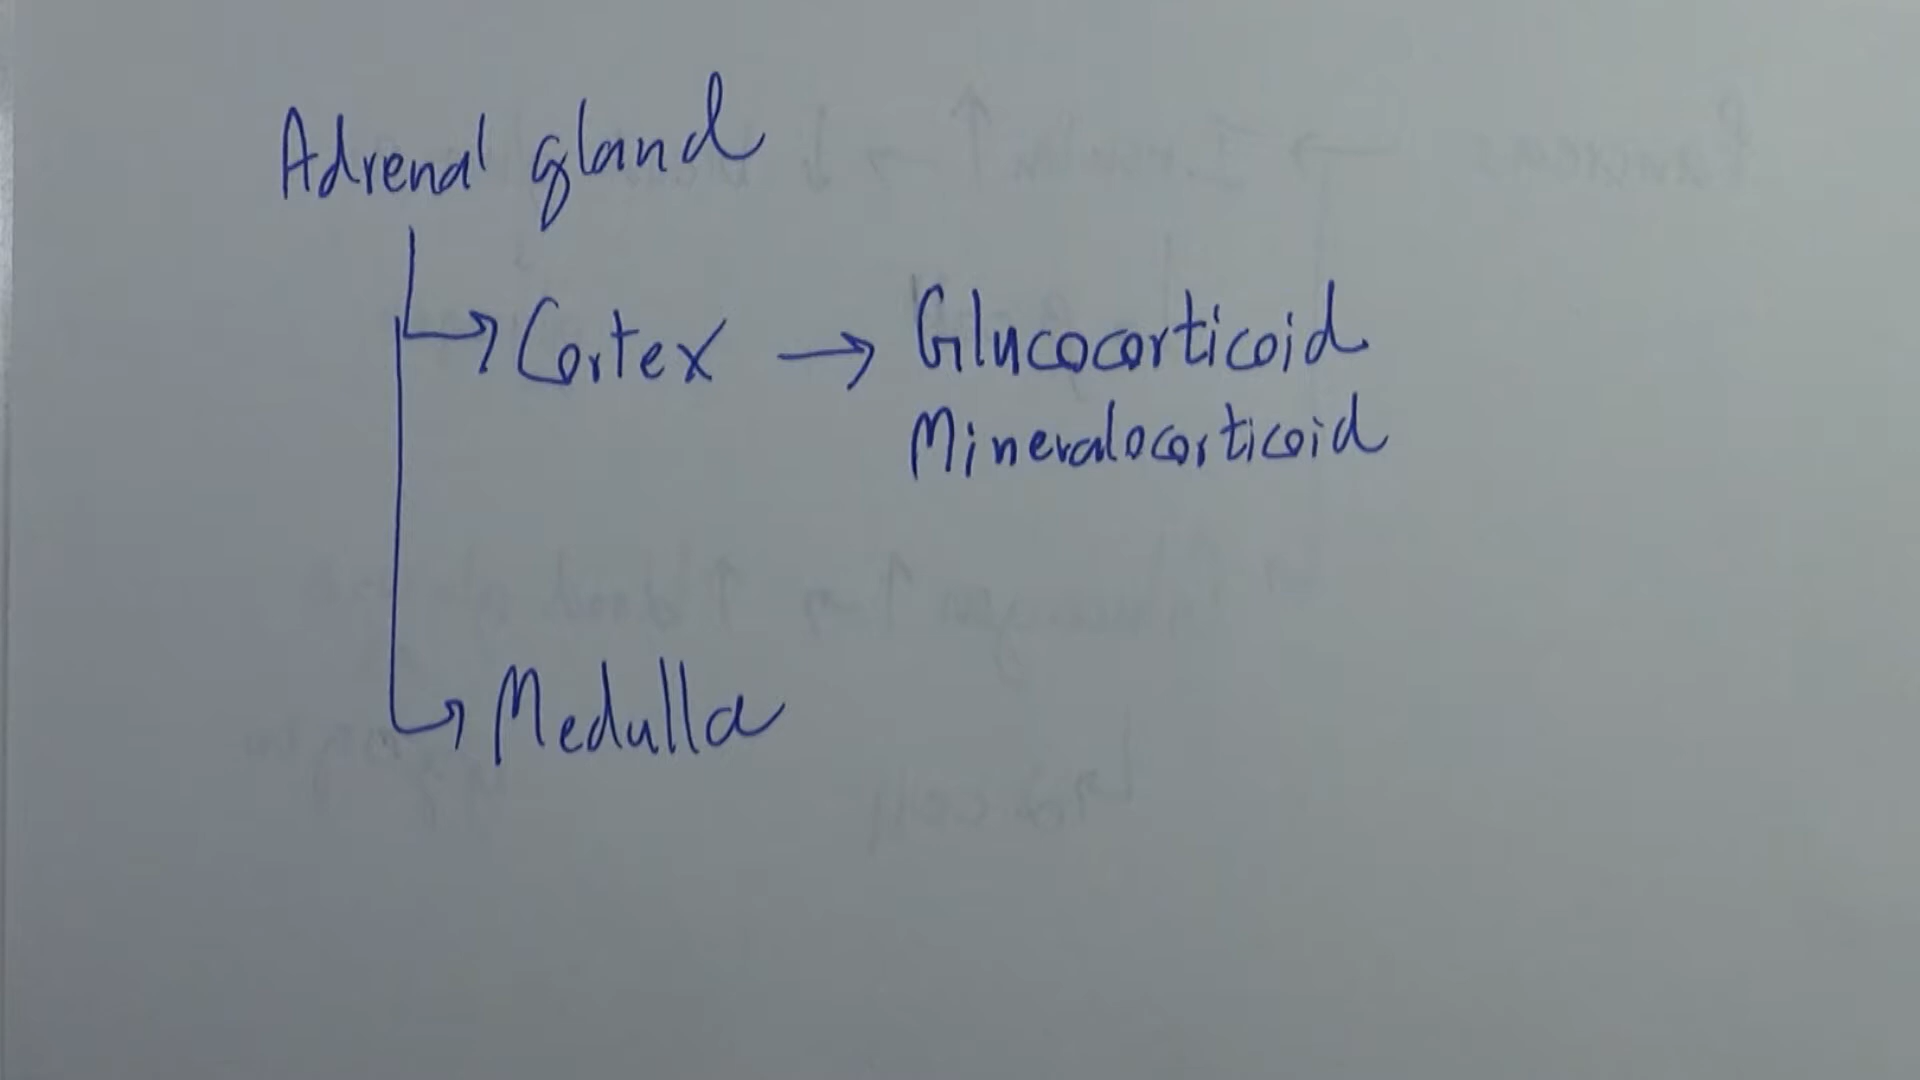 Adrenal gland
Cortex → Glucocorticoid
Mineralocorticoid
Medulla